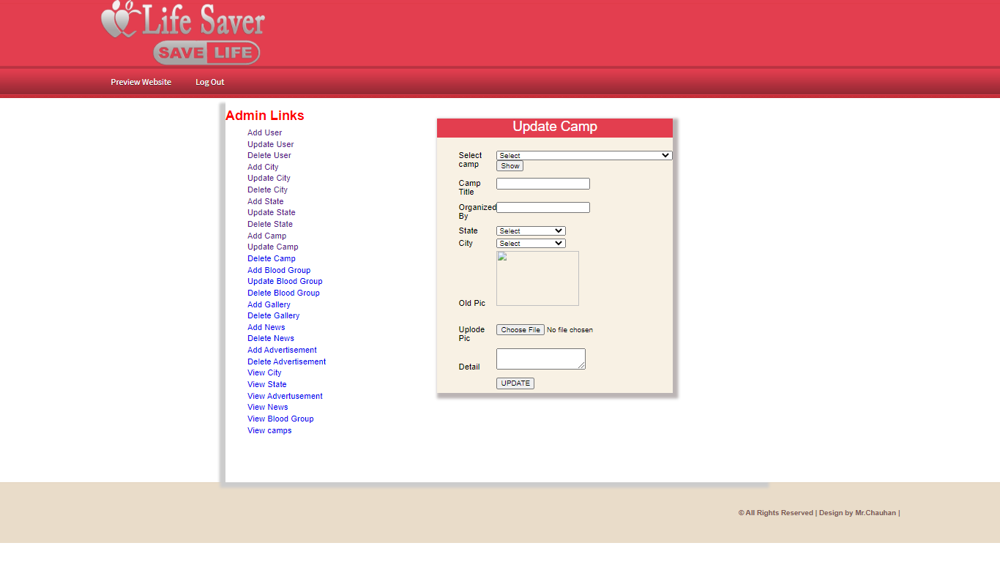 Life Saver
SAVE LIFE
Preview Website Log Out
Admin Links
Add User
Update User
Delete User
Add City
Update City
Delete City
Add State
Update State
Delete State
Add Camp
Update Camp
Delete Camp
Add Blood Group
Update Blood Group
Delete Blood Group
Add Gallery
Delete Gallery
Add News
Delete News
Add Advertisement
Delete Advertisement
View City
View State
View Advertusement
View News
View Blood Group
View camps
Update Camp
Select camp Select
Show
Camp Title
Organized By
State Select
City Select
Old Pic
Uplode Pic Choose File No file chosen
Detail
UPDATE
© All Rights Reserved | Design by Mr.Chauhan |